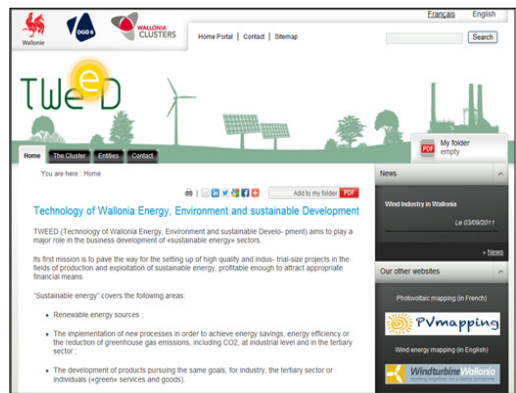 Français English
Wallonie
DGO 6
WALLONIA
CLUSTERS
Home Portal | Contact | Sitemap
Search
TWeeD
My folder
empty
PDF
Home The Cluster Entities Contact
You are here : Home
Add to my folder PDF
Technology of Wallonia Energy, Environment and sustainable Development
TWEED (Technology of Wallonia Energy, Environment and sustainable Develo- pment) aims to play a
major role in the business development of «sustainable energy» sectors.
Its first mission is to pave the way for the setting up of high quality and indus- trial-size projects in the
fields of production and exploitation of sustainable energy, profitable enough to attract appropriate
financial means.
"Sustainable energy" covers the following areas:
• Renewable energy sources ;
• The implementation of new processes in order to achieve energy savings, energy efficiency or
the reduction of greenhouse gas emissions, including CO2, at industrial level and in the tertiary
sector ;
• The development of products pursuing the same goals, for industry, the tertiary sector or
individuals («green» services and goods).
News
Wind Industry in Wallonia
Le 03/09/2011
» News
Our other websites
Photovoltaic mapping (in French)
PVmapping
Wind energy mapping (in English)
WindturbineWallonia
working together, for a better tomorrow